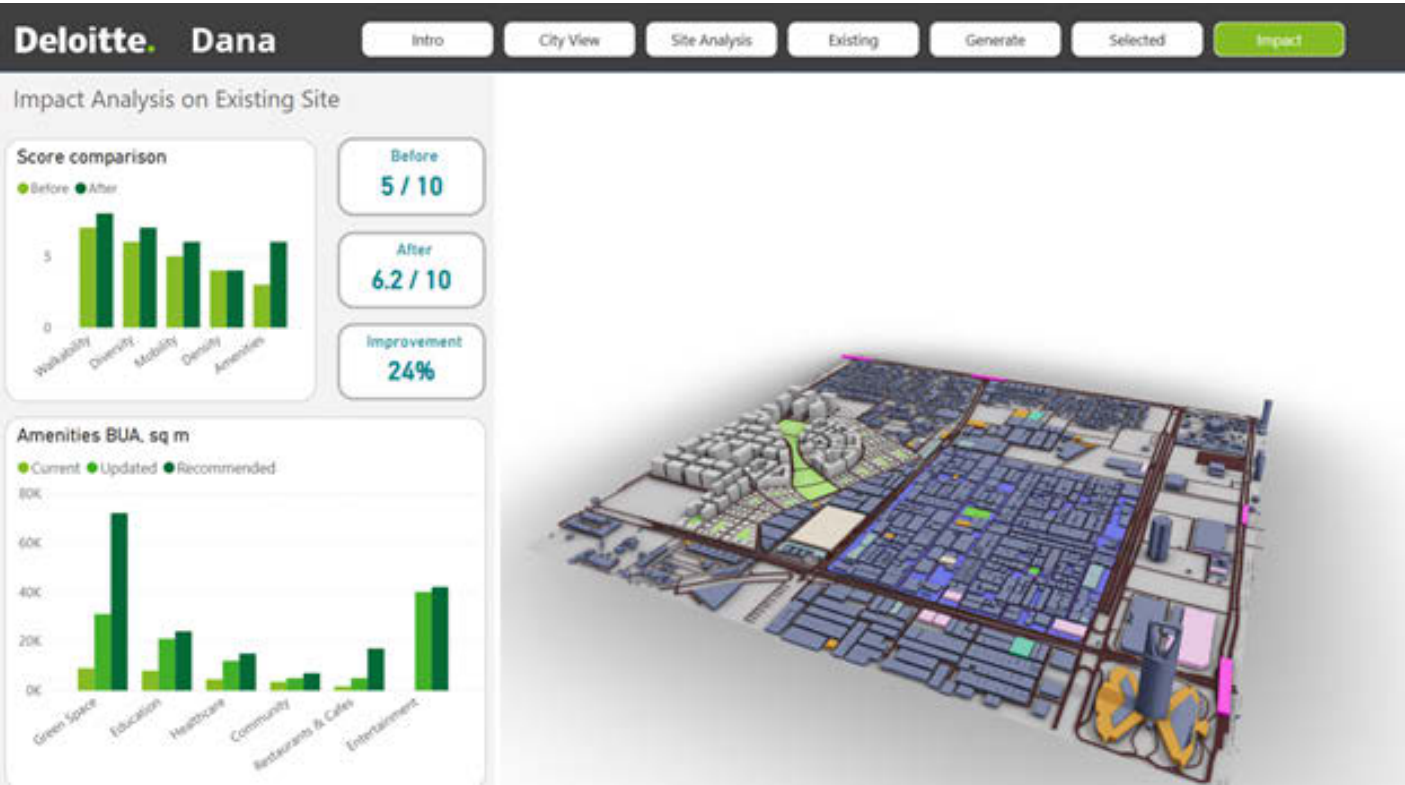 Deloitte. Dana
Intro
City View
Site Analysis
Existing
Generate
Selected
Impact
Impact Analysis on Existing Site
Score comparison
Before After
5
0
Walkability
Diversity
Mobility
Density
Amenities
Before
5 / 10
After
6.2 / 10
Improvement
24%
Amenities BUA, sq m
Current Updated Recommended
80K
60K
40K
20K
0K
Green Space
Education
Healthcare
Community
Restaurants & Cafes
Entertainment